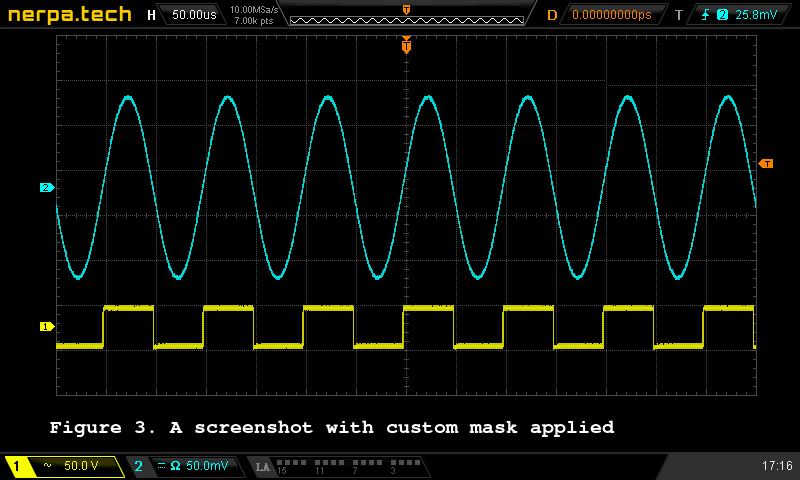 nerpa.tech H 50.00us 10.00MSa/s 7.00k pts T D 0.00000000ps T 2 25.8mV
T
T
2
1
Figure 3. A screenshot with custom mask applied
1 ~ 50.0 V 2 Ω 50.0mV LA 15 11 7 3 17:16